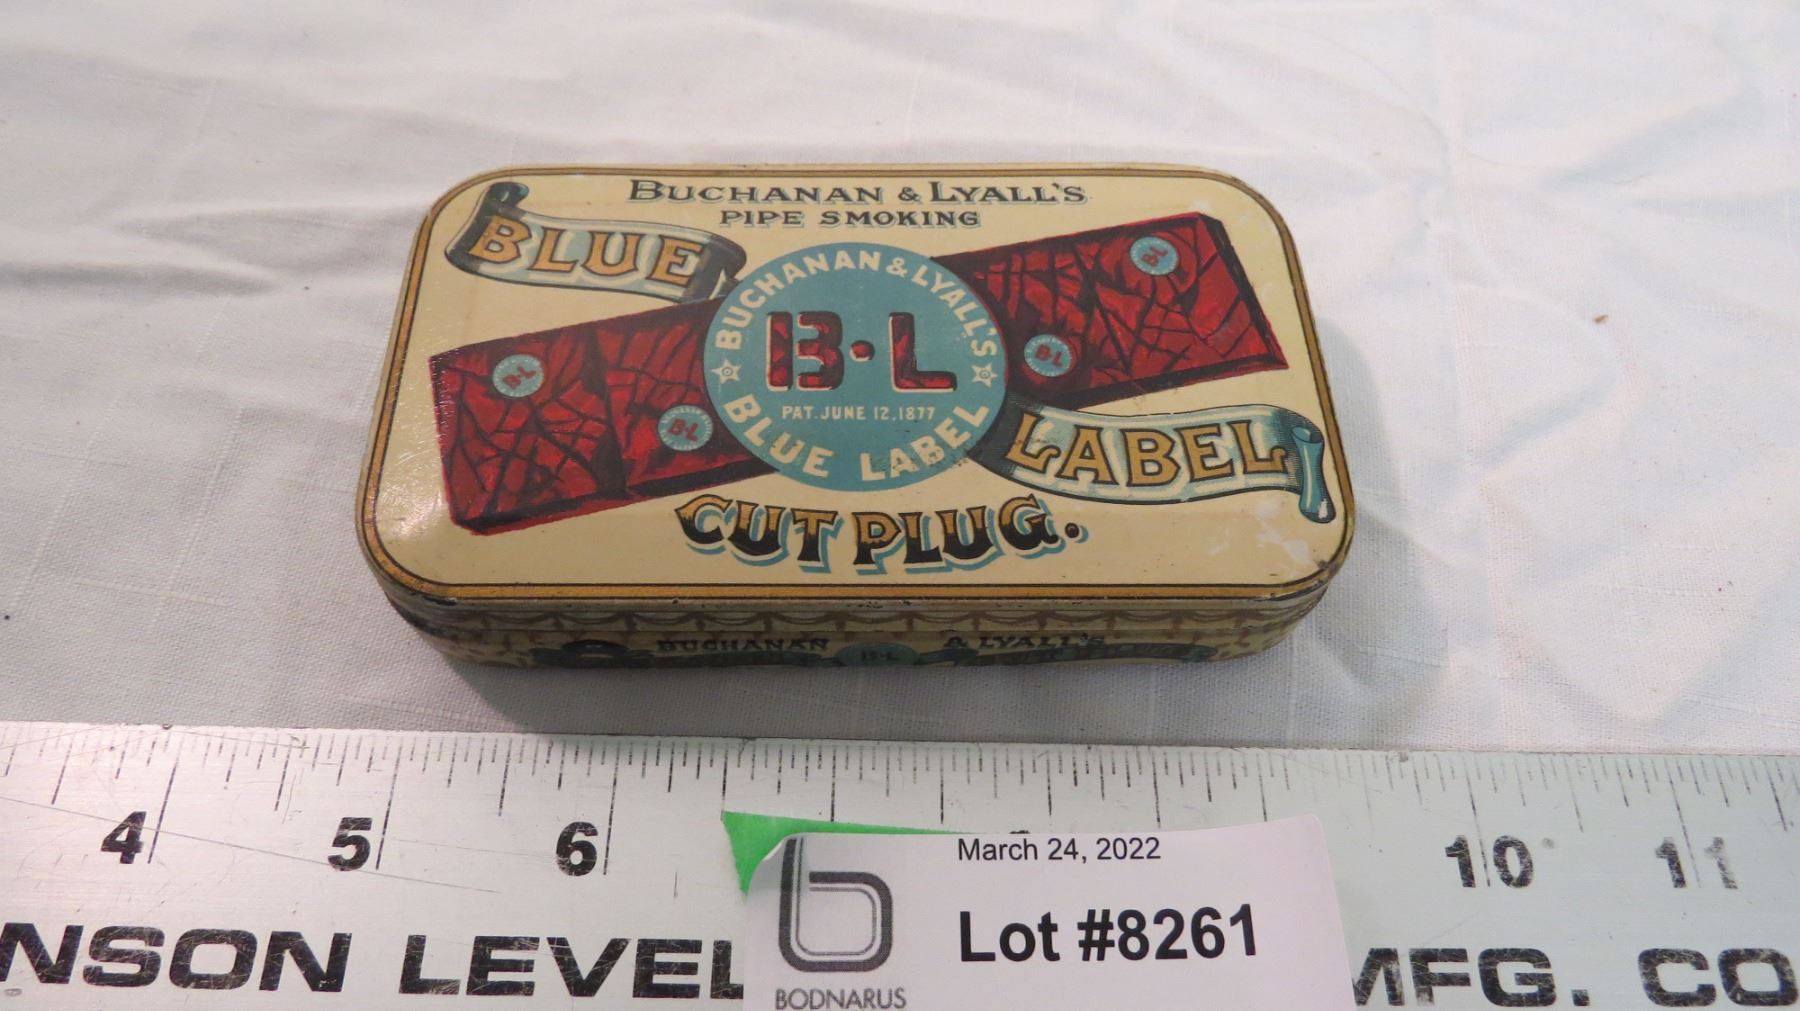 BUCHANAN & LYALL'S
PIPE SMOKING
BLUE
BUCHANAN & LYALL'S
B·L
PAT. JUNE 12, 1877
BLUE LABEL
B·L
B·L
B·L
B·L
LABEL
CUT PLUG.
BUCHANAN & LYALL'S
B·L
4 5 6 10 11
NSON LEVEL MFG. CO
March 24, 2022
Lot #8261
BODNARUS